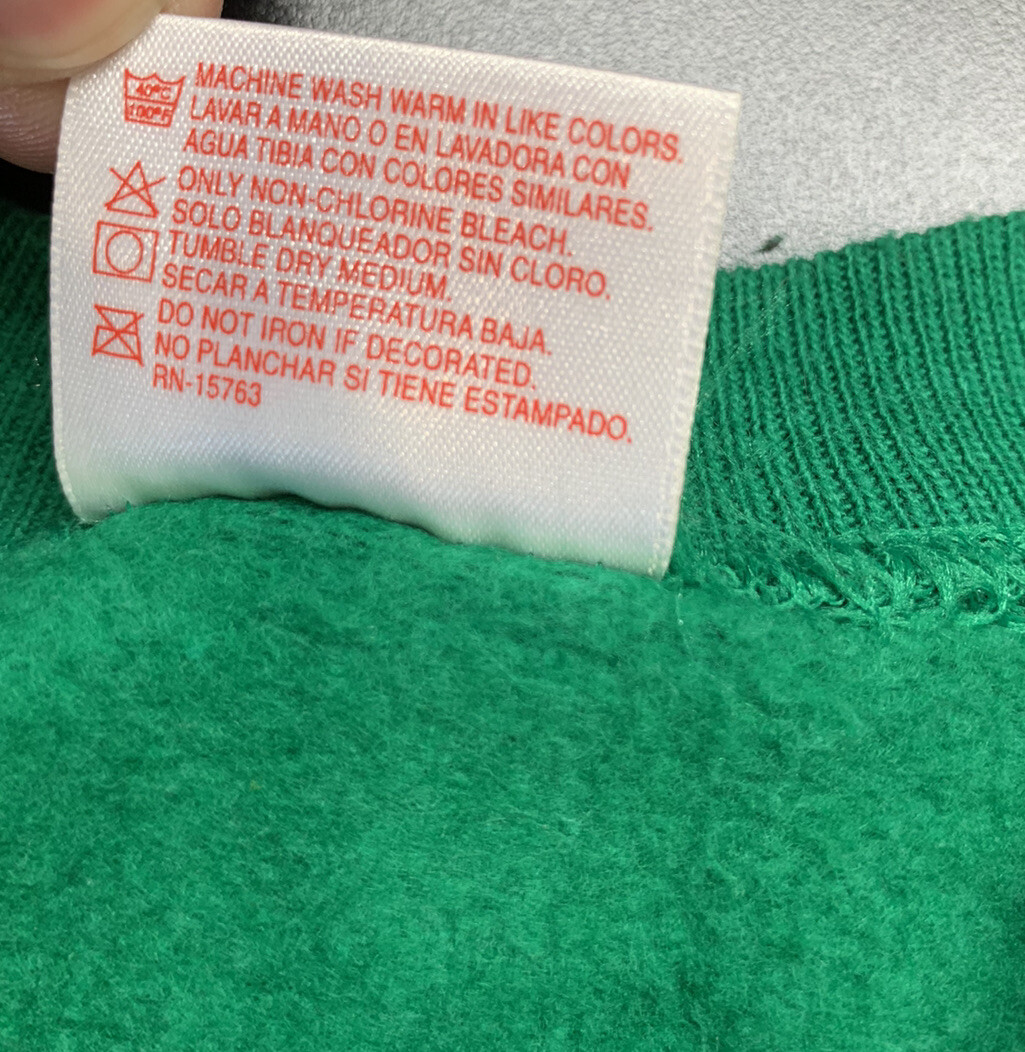 40°C
100°F
MACHINE WASH WARM IN LIKE COLORS.
LAVAR A MANO O EN LAVADORA CON
AGUA TIBIA CON COLORES SIMILARES.
ONLY NON-CHLORINE BLEACH.
SOLO BLANQUEADOR SIN CLORO.
TUMBLE DRY MEDIUM.
SECAR A TEMPERATURA BAJA.
DO NOT IRON IF DECORATED.
NO PLANCHAR SI TIENE ESTAMPADO.
RN-15763